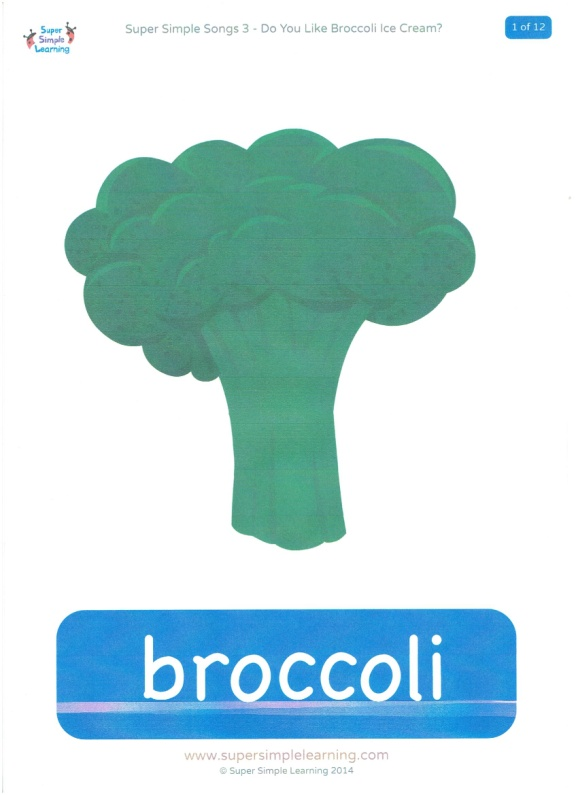 Super
Simple
Learning
Super Simple Songs 3 - Do You Like Broccoli Ice Cream?
1 of 12
broccoli
www.supersimplelearning.com
© Super Simple Learning 2014